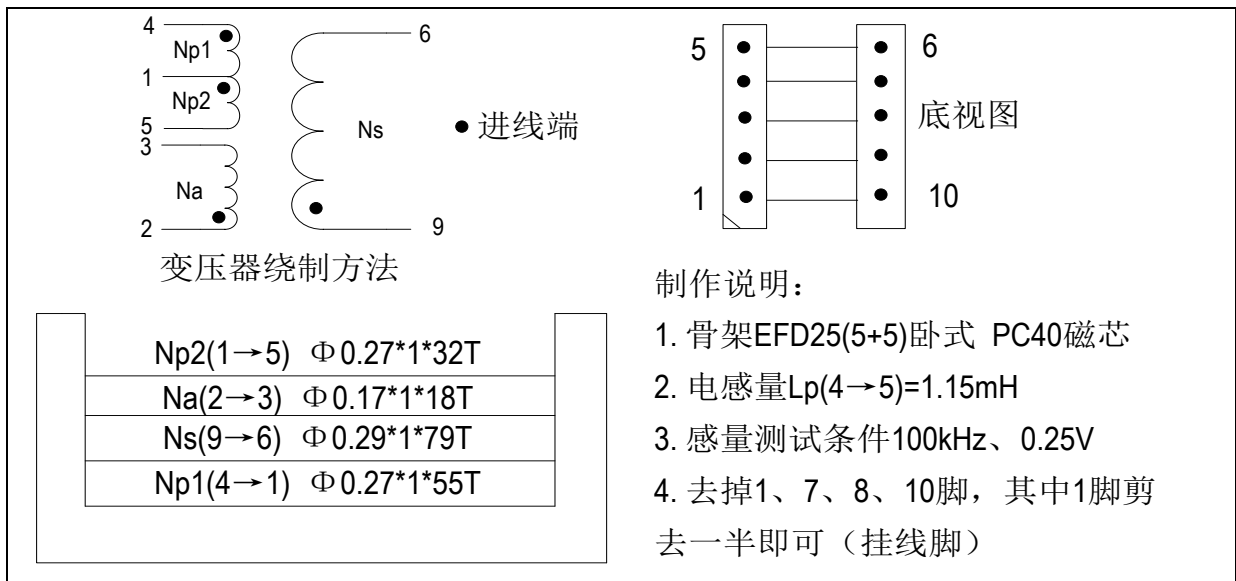 4
Np1
1
Np2
5
3
Na
2
6
Ns
9
进线端
变压器绕制方法
5
6
底视图
1
10
Np2(1→5) Φ0.27*1*32T
Na(2→3) Φ0.17*1*18T
Ns(9→6) Φ0.29*1*79T
Np1(4→1) Φ0.27*1*55T
制作说明：
1. 骨架EFD25(5+5)卧式 PC40磁芯
2. 电感量Lp(4→5)=1.15mH
3. 感量测试条件100kHz、0.25V
4. 去掉1、7、8、10脚，其中1脚剪
去一半即可（挂线脚）